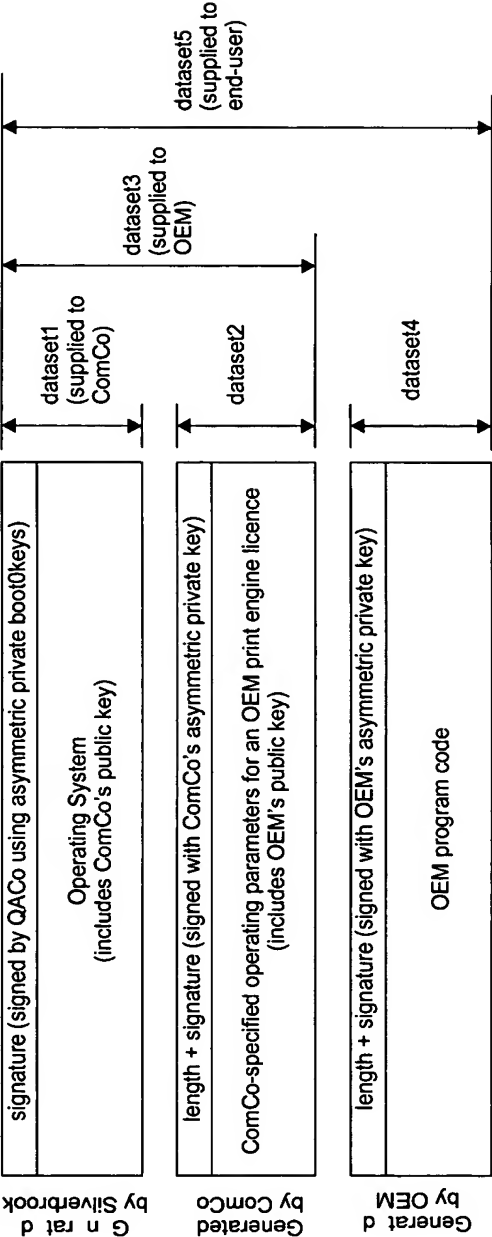 G n rat d
by Silverbrook
signature (signed by QACo using asymmetric private boot0keys)
Operating System
(includes ComCo's public key)
dataset1
(supplied to
ComCo)
dataset3
(supplied to
OEM)
dataset5
(supplied to
end-user)
Generated
by ComCo
length + signature (signed with ComCo's asymmetric private key)
ComCo-specified operating parameters for an OEM print engine licence
(includes OEM's public key)
dataset2
Generat d
by OEM
length + signature (signed with OEM's asymmetric private key)
OEM program code
dataset4